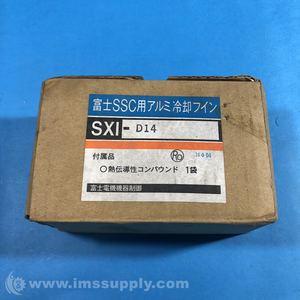 富士SSC用アルミ冷却フイン
SXI-D14
付属品
○熱伝導性コンパウンド 1袋
富士電機機器制御
www.imssupply.com